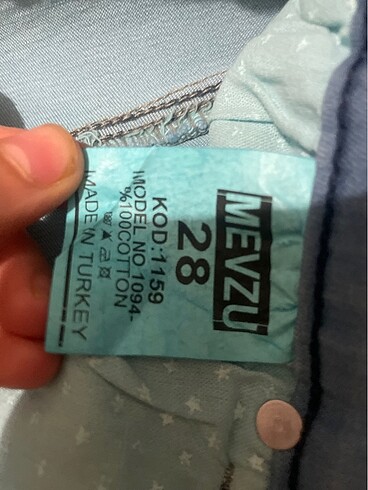 MEVZU
28
KOD:1159
MODEL.NO.1094-
%100COTTON
MADE IN TURKEY